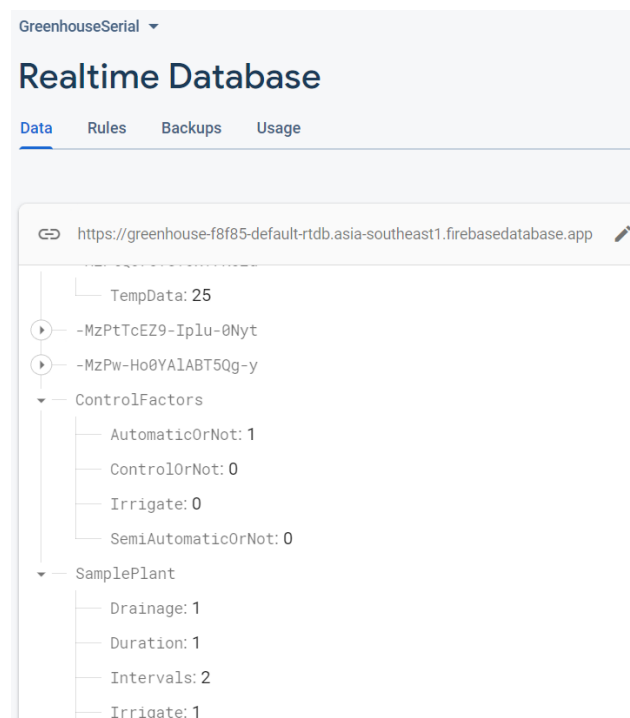 GreenhouseSerial
Realtime Database
Data Rules Backups Usage
https://greenhouse-f8f85-default-rtdb.asia-southeast1.firebasedatabase.app
TempData: 25
-MzPtTcEZ9-Iplu-0Nyt
-MzPw-Ho0YAlABT5Qg-y
ControlFactors
AutomaticOrNot: 1
ControlOrNot: 0
Irrigate: 0
SemiAutomaticOrNot: 0
SamplePlant
Drainage: 1
Duration: 1
Intervals: 2
Irrigate: 1